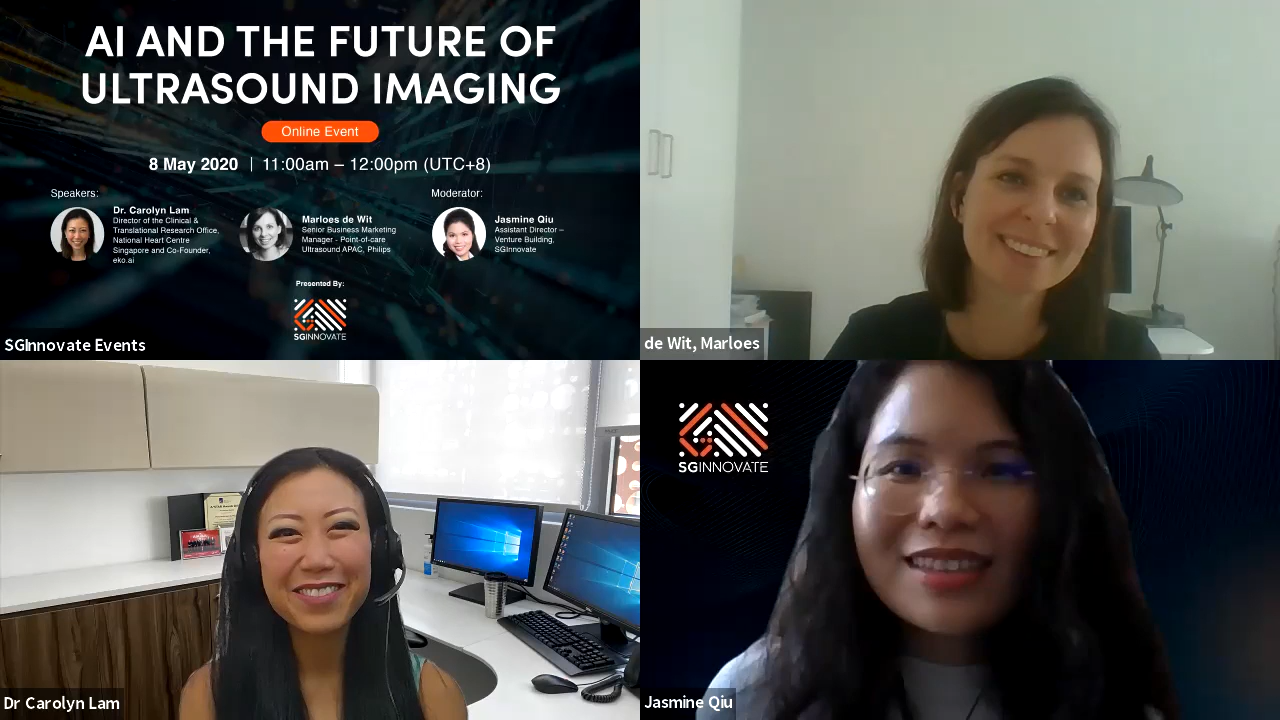 AI AND THE FUTURE OF
ULTRASOUND IMAGING
Online Event
8 May 2020 | 11:00am – 12:00pm (UTC+8)
Speakers:
Dr. Carolyn Lam
Director of the Clinical &
Translational Research Office,
National Heart Centre
Singapore and Co-Founder,
eko.ai
Marloes de Wit
Senior Business Marketing
Manager - Point-of-care
Ultrasound APAC, Philips
Moderator:
Jasmine Qiu
Assistant Director –
Venture Building,
SGInnovate
Presented By:
SGINNOVATE
SGInnovate Events
de Wit, Marloes
Dr Carolyn Lam
SGINNOVATE
Jasmine Qiu